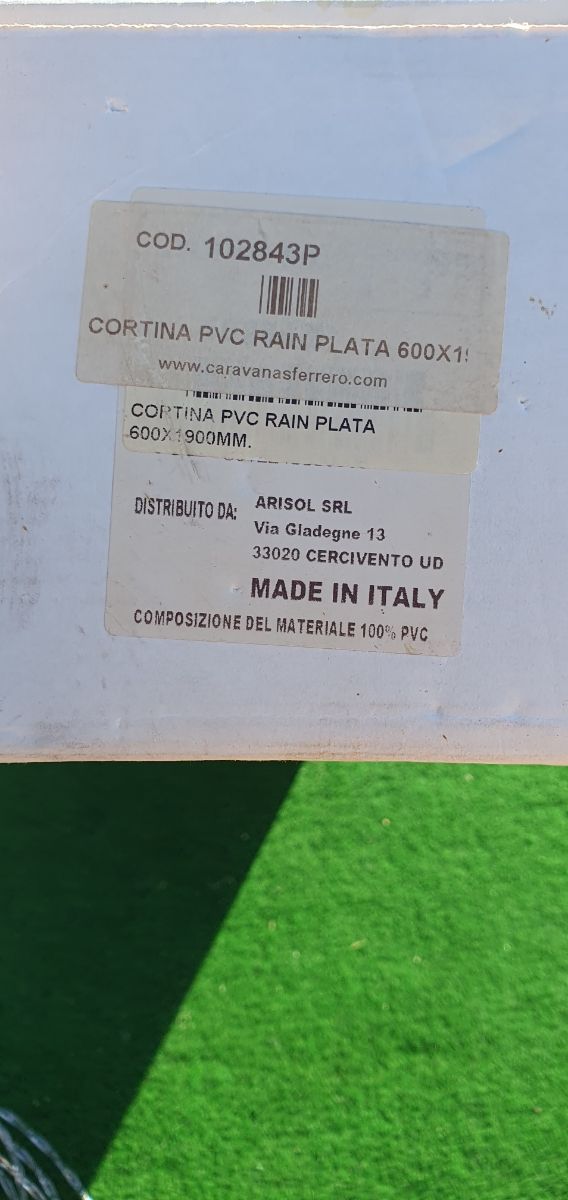 COD. 102843P
CORTINA PVC RAIN PLATA 600X1
www.caravanasferrero.com
CORTINA PVC RAIN PLATA
600X1900MM.
DISTRIBUITO DA: ARISOL SRL
Via Gladegne 13
33020 CERCIVENTO UD
MADE IN ITALY
COMPOSIZIONE DEL MATERIALE 100% PVC